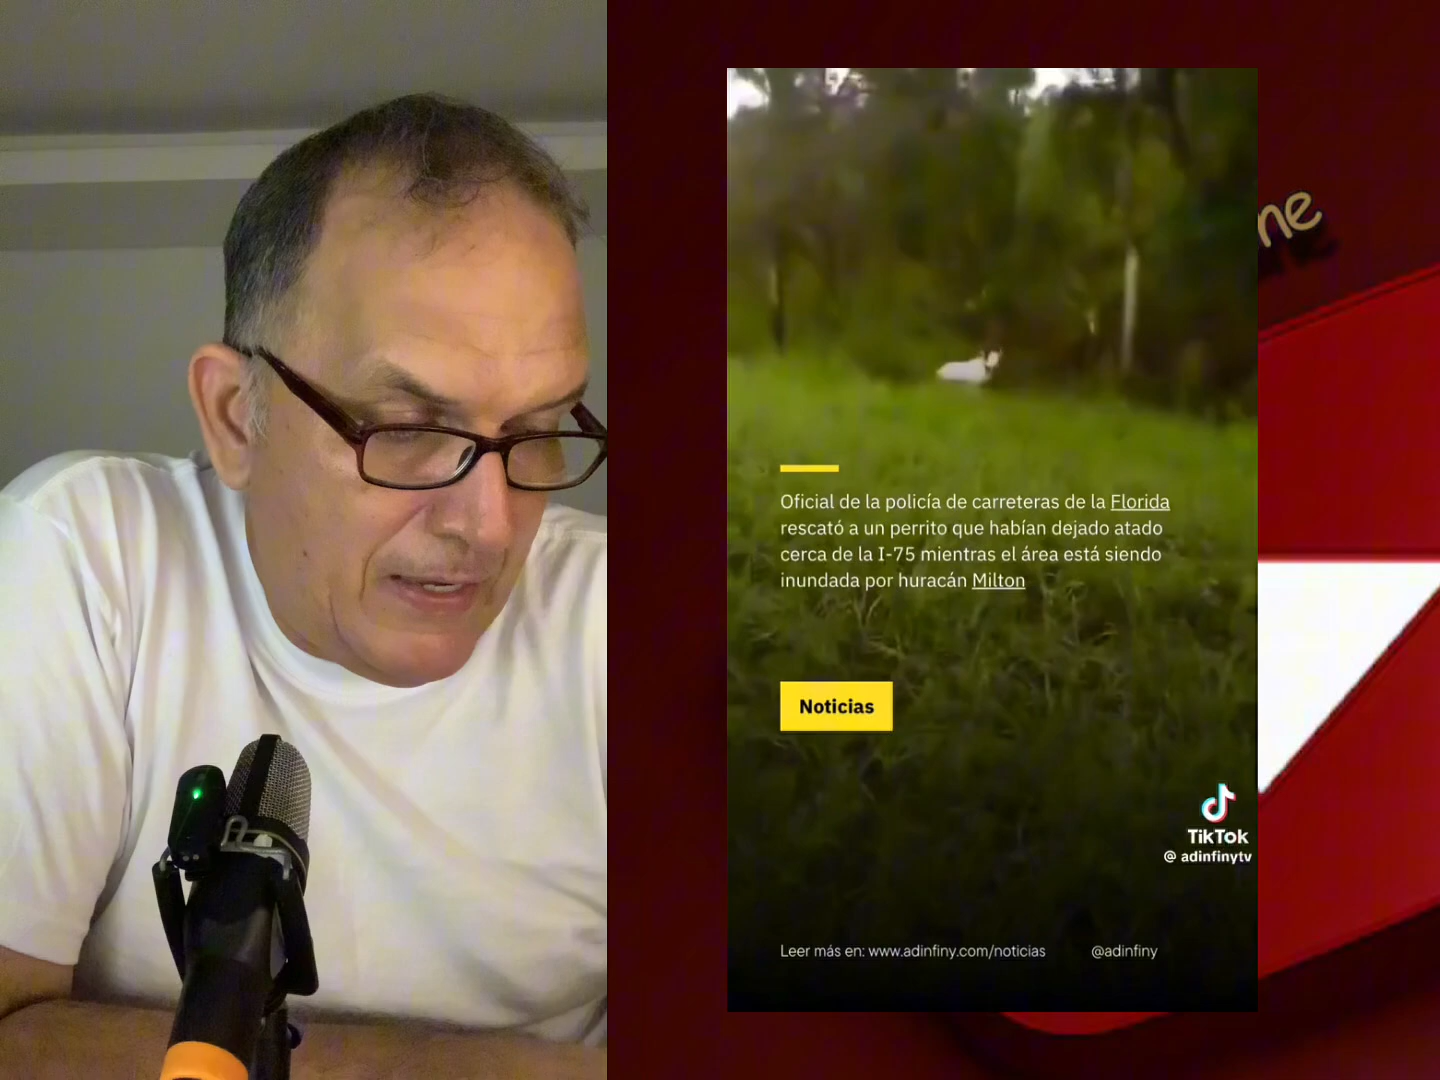 ne
Oficial de la policía de carreteras de la Florida
rescató a un perrito que habían dejado atado
cerca de la I-75 mientras el área está siendo
inundada por huracán Milton
Noticias
TikTok
@ adinfinytv
Leer más en: www.adinfiny.com/noticias
@adinfiny